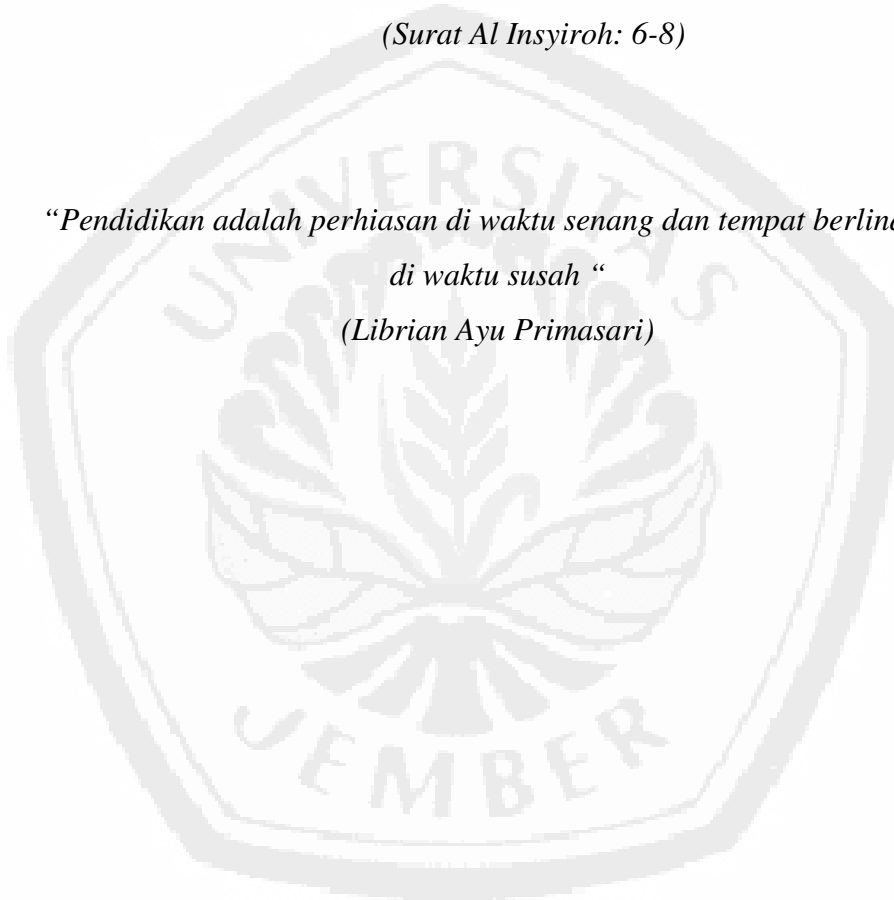 (Surat Al Insyiroh: 6-8)
“Pendidikan adalah perhiasan di waktu senang dan tempat
di waktu susah “
(Librian Ayu Primasari)
UNIVERSITAS
JEMBER